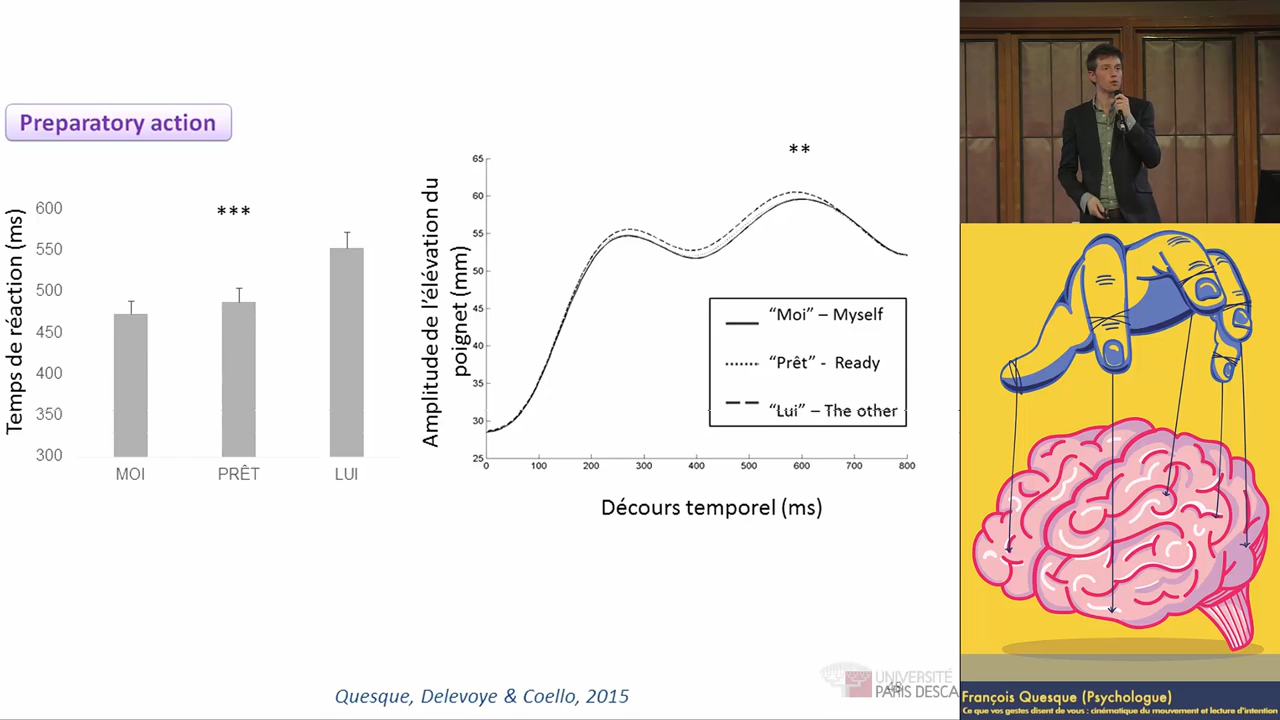 Preparatory action
Temps de réaction (ms)
600
550
500
450
400
350
300
***
MOI PRÊT LUI
Amplitude de l'élévation du
poignet (mm)
65
60
55
50
45
40
35
30
25
**
0 100 200 300 400 500 600 700 800
Décours temporel (ms)
"Moi" – Myself
"Prêt" - Ready
"Lui" – The other
Quesque, Delevoye & Coello, 2015
UNIVERSITÉ
PARIS DESCA
François Quesque (Psychologue)
Ce que vos gestes disent de vous : cinématique du mouvement et lecture d'intention